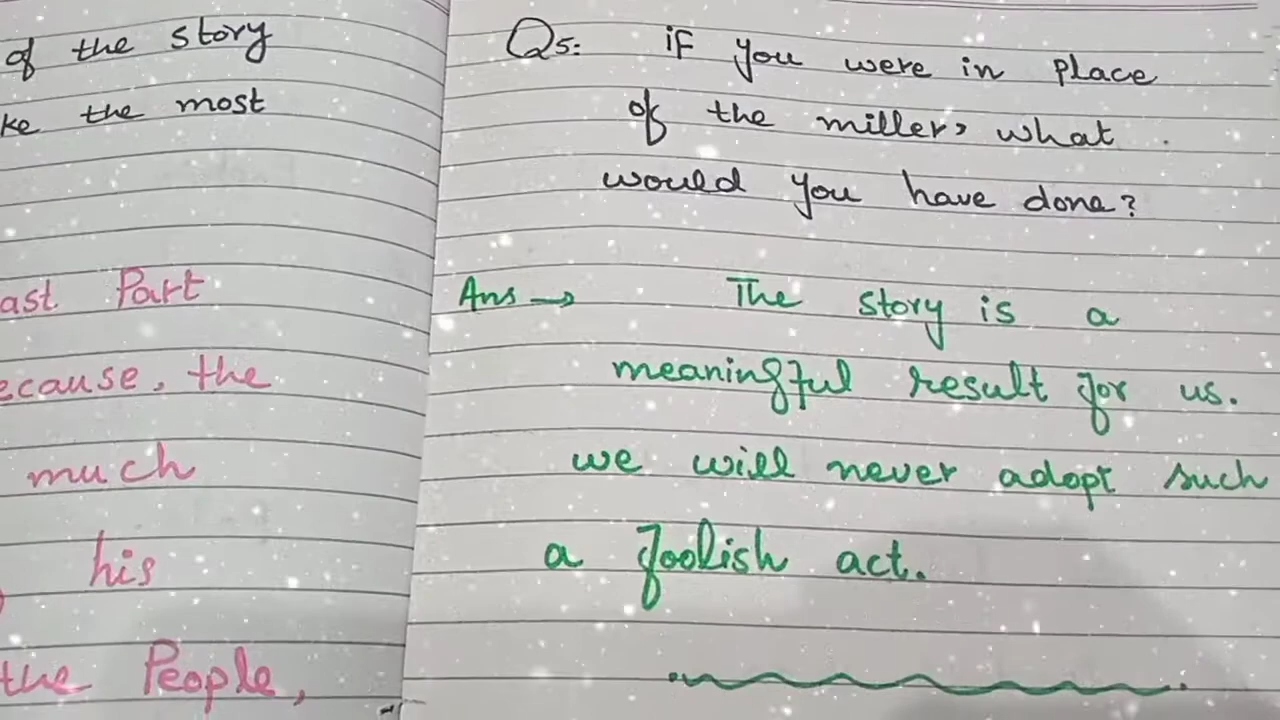 of the story
ke the most
ast Part
ecause, the
much
his
the People,
Q5: if you were in place
of the miller, what
would you have done?
Ans → The story is a
meaningful result for us.
we will never adopt such
a foolish act.